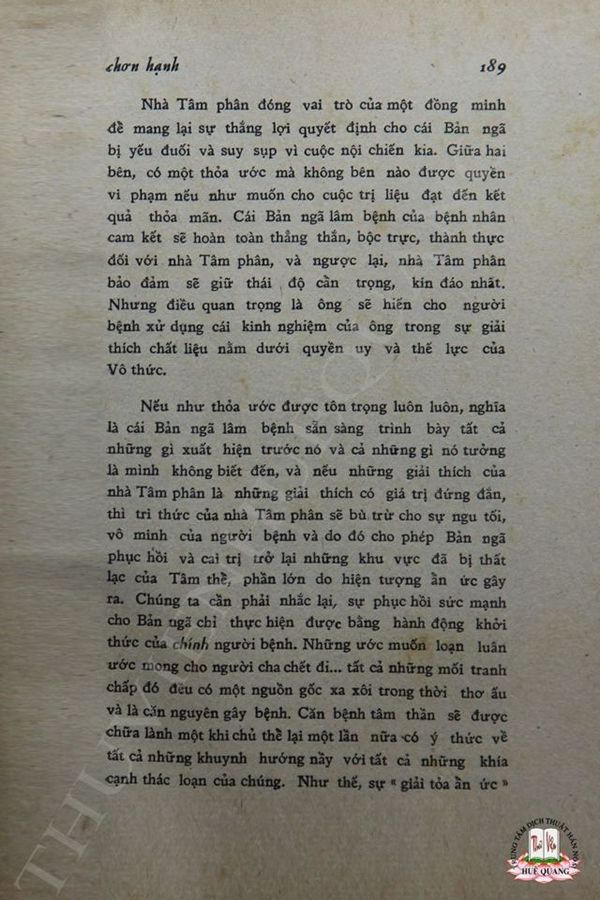 chơn hạnh 189
Nhà Tâm phân đóng vai trò của một đồng minh
để mang lại sự thắng lợi quyết định cho cái Bản ngã
bị yếu đuối và suy sụp vì cuộc nội chiến kia. Giữa hai
bên, có một thỏa ước mà không bên nào được quyền
vi phạm nếu như muốn cho cuộc trị liệu đạt đến kết
quả thỏa mãn. Cái Bản ngã lâm bệnh của bệnh nhân
cam kết sẽ hoàn toàn thẳng thắn, bộc trực, thành thực
đối với nhà Tâm phân, và ngược lại, nhà Tâm phân
bảo đảm sẽ giữ thái độ cẩn trọng, kín đáo nhất.
Nhưng điều quan trọng là ông sẽ hiến cho người
bệnh xử dụng cái kinh nghiệm của ông trong sự giải
thích chất liệu nằm dưới quyền uy và thế lực của
Vô thức.
Nếu như thỏa ước được tôn trọng luôn luôn, nghĩa
là cái Bản ngã lâm bệnh sẵn sàng trình bày tất cả
những gì xuất hiện trước nó và cả những gì nó tưởng
là mình không biết đến, và nếu những giải thích của
nhà Tâm phân là những giải thích có giá trị đứng đắn,
thì tri thức của nhà Tâm phân sẽ bù trừ cho sự ngu tối,
vô minh của người bệnh và do đó cho phép Bản ngã
phục hồi và cai trị trở lại những khu vực đã bị thất
lạc của Tâm thể, phần lớn do hiện tượng ẩn ức gây
ra. Chúng ta cần phải nhắc lại, sự phục hồi sức mạnh
cho Bản ngã chỉ thực hiện được bằng hành động khởi
thức của chính người bệnh. Những ước muốn loạn luân
ước mong cho người cha chết đi... tất cả những mối tranh
chấp đó đều có một nguồn gốc xa xôi trong thời thơ ấu
và là căn nguyên gây bệnh. Căn bệnh tâm thần sẽ được
chữa lành một khi chủ thể lại một lần nữa có ý thức về
tất cả những khuynh hướng nầy với tất cả những khía
cạnh thác loạn của chúng. Như thế, sự "giải tỏa ẩn ức"
TRUNG TÂM DỊCH THUẬT HÁN NÔM
HUỆ QUANG